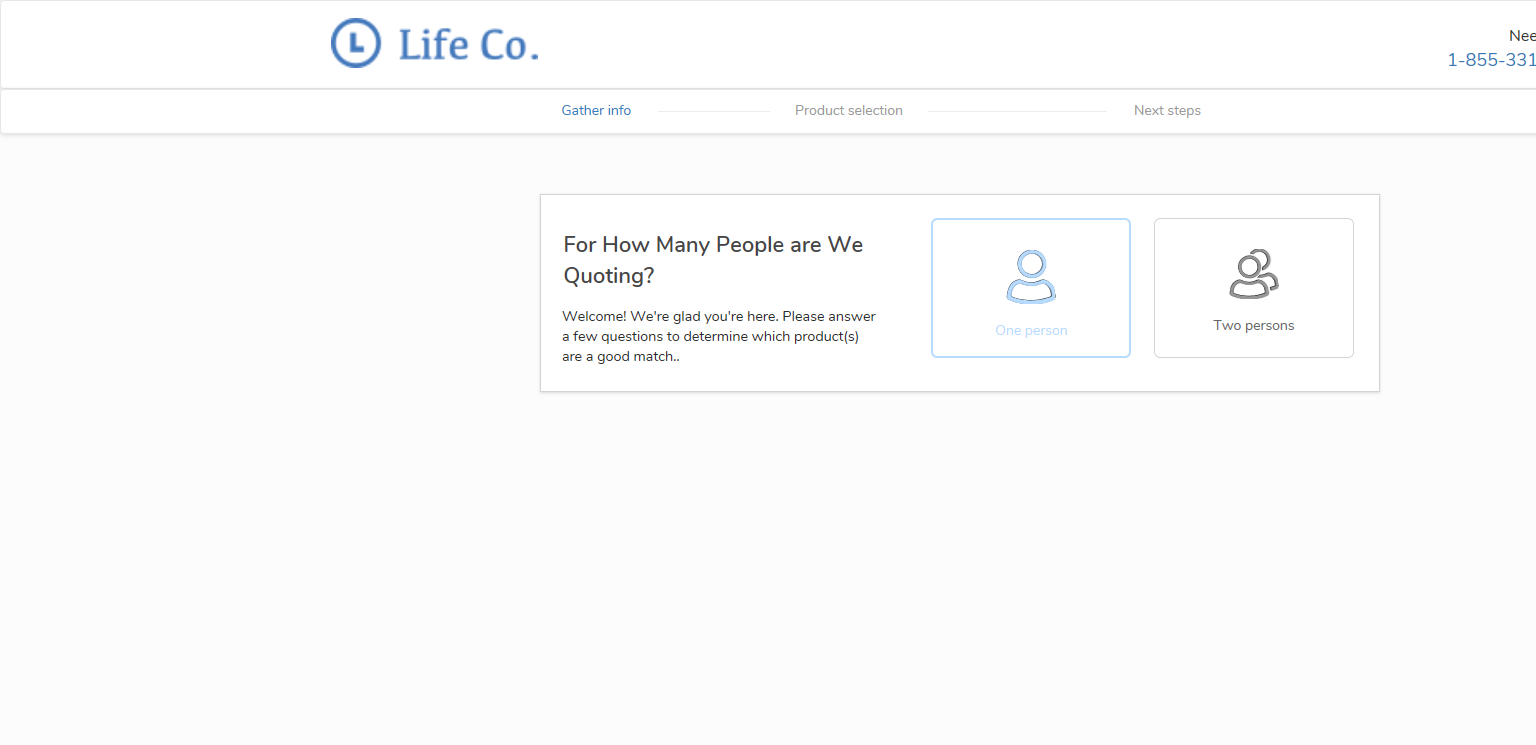 Life Co.
Nee
1-855-331
Gather info
Product selection
Next steps
For How Many People are We
Quoting?
Welcome! We're glad you're here. Please answer
a few questions to determine which product(s)
are a good match..
One person
Two persons